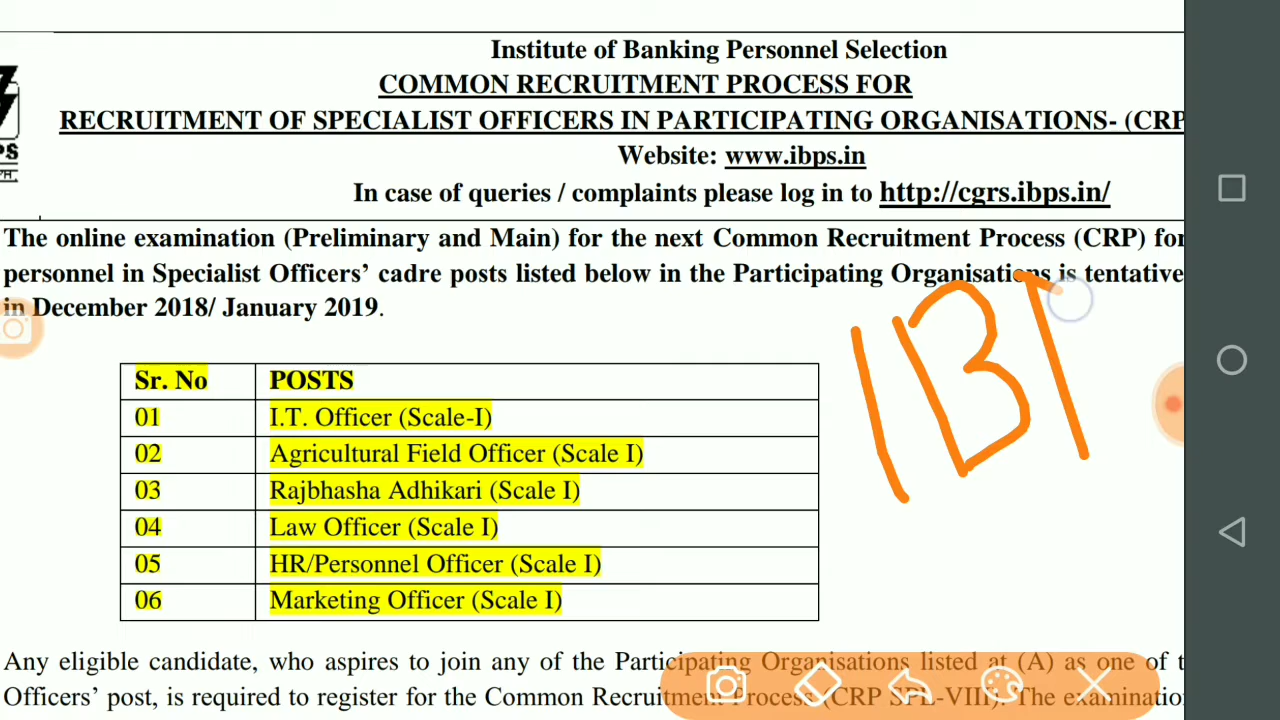 Institute of Banking Personnel Selection
COMMON RECRUITMENT PROCESS FOR
RECRUITMENT OF SPECIALIST OFFICERS IN PARTICIPATING ORGANISATIONS- (CRP
Website: www.ibps.in
In case of queries / complaints please log in to http://cgrs.ibps.in/
The online examination (Preliminary and Main) for the next Common Recruitment Process (CRP) for
personnel in Specialist Officers’ cadre posts listed below in the Participating Organisations is tentative
in December 2018/ January 2019.
Sr. No POSTS
01 I.T. Officer (Scale-I)
02 Agricultural Field Officer (Scale I)
03 Rajbhasha Adhikari (Scale I)
04 Law Officer (Scale I)
05 HR/Personnel Officer (Scale I)
06 Marketing Officer (Scale I)
IB
Any eligible candidate, who aspires to join any of the Participating Organisations listed at (A) as one of t
Officers’ post, is required to register for the Common Recruitment Process (CRP SPL-VIII). The examination